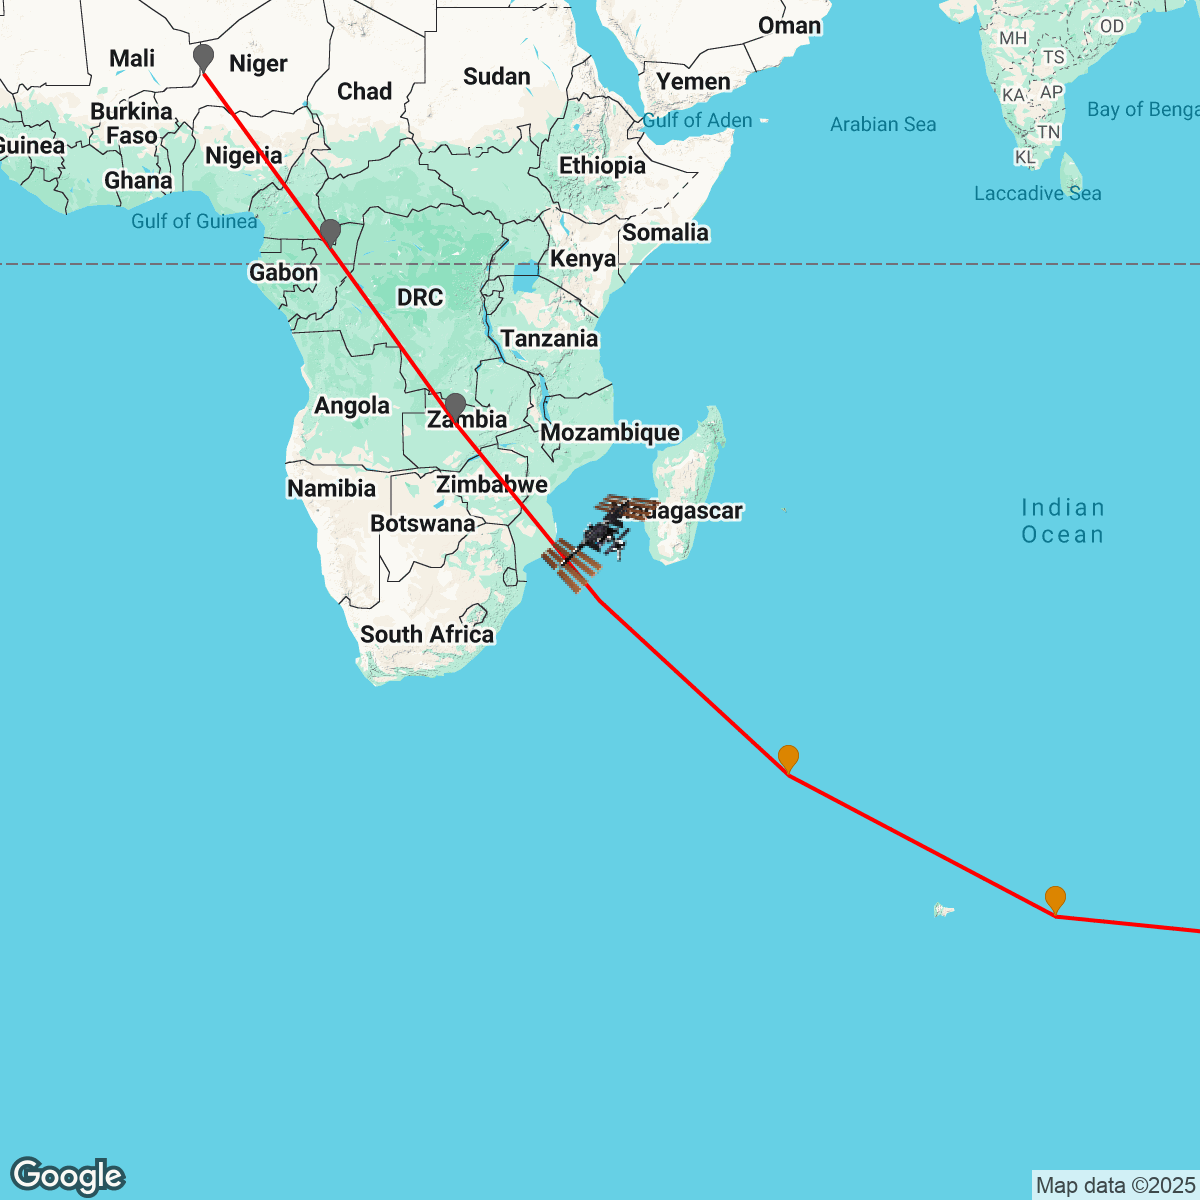 Oman
OD
MH
Mali
Niger
TS
Sudan
Yemen
Chad
AP
KA
Burkina
Faso
Bay of Benga
Gulf of Aden
Arabian Sea
TN
Guinea
Nigeria
KL
Ethiopia
Ghana
Laccadive Sea
Gulf of Guinea
Somalia
Kenya
Gabon
DRC
Tanzania
Angola
Zambia
Mozambique
Zimbabwe
Namibia
dagascar
Indian
Ocean
Botswana
South Africa
Google
Map data ©2025